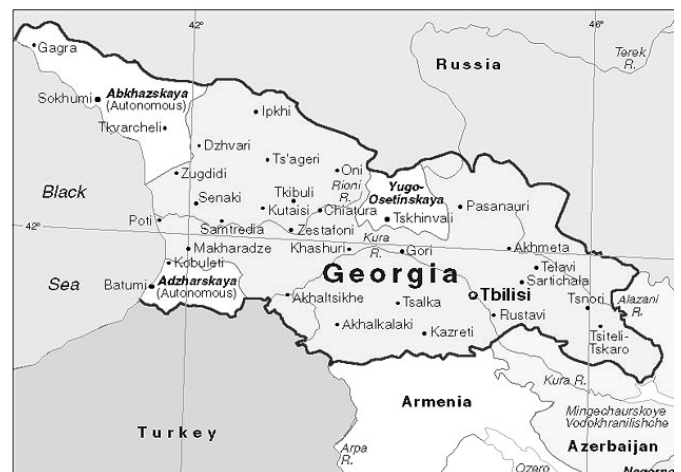 42°
46°
Gagra
Russia
Terek
R.
Abkhazskaya
(Autonomous)
Sokhumi
Ipkhi
Tkvarcheli
Dzhvari
Ts'ageri
Oni
Zugdidi
Rioni
R.
Yugo-
Osetinskaya
Black
Tkibuli
Senaki
Kutaisi
Chiatura
Pasanauri
Tskhinvali
Poti
42°
Samtredia
Zestafoni
Kura
R.
Makharadze
Khashuri
Gori
Akhmeta
Kobuleti
Georgia
Telavi
Sea
Batumi
Adzharskaya
(Autonomous)
Sartichala
Akhaltsikhe
Tsalka
Tbilisi
Tsnori
Alazani
R.
Rustavi
Akhalkalaki
Kazreti
Tsiteli-
Tskaro
Kura R.
Armenia
Mingechaurskoye
Vodokhranilishche
Turkey
Arpa
R.
Azerbaijan
Ozero
Nagorno